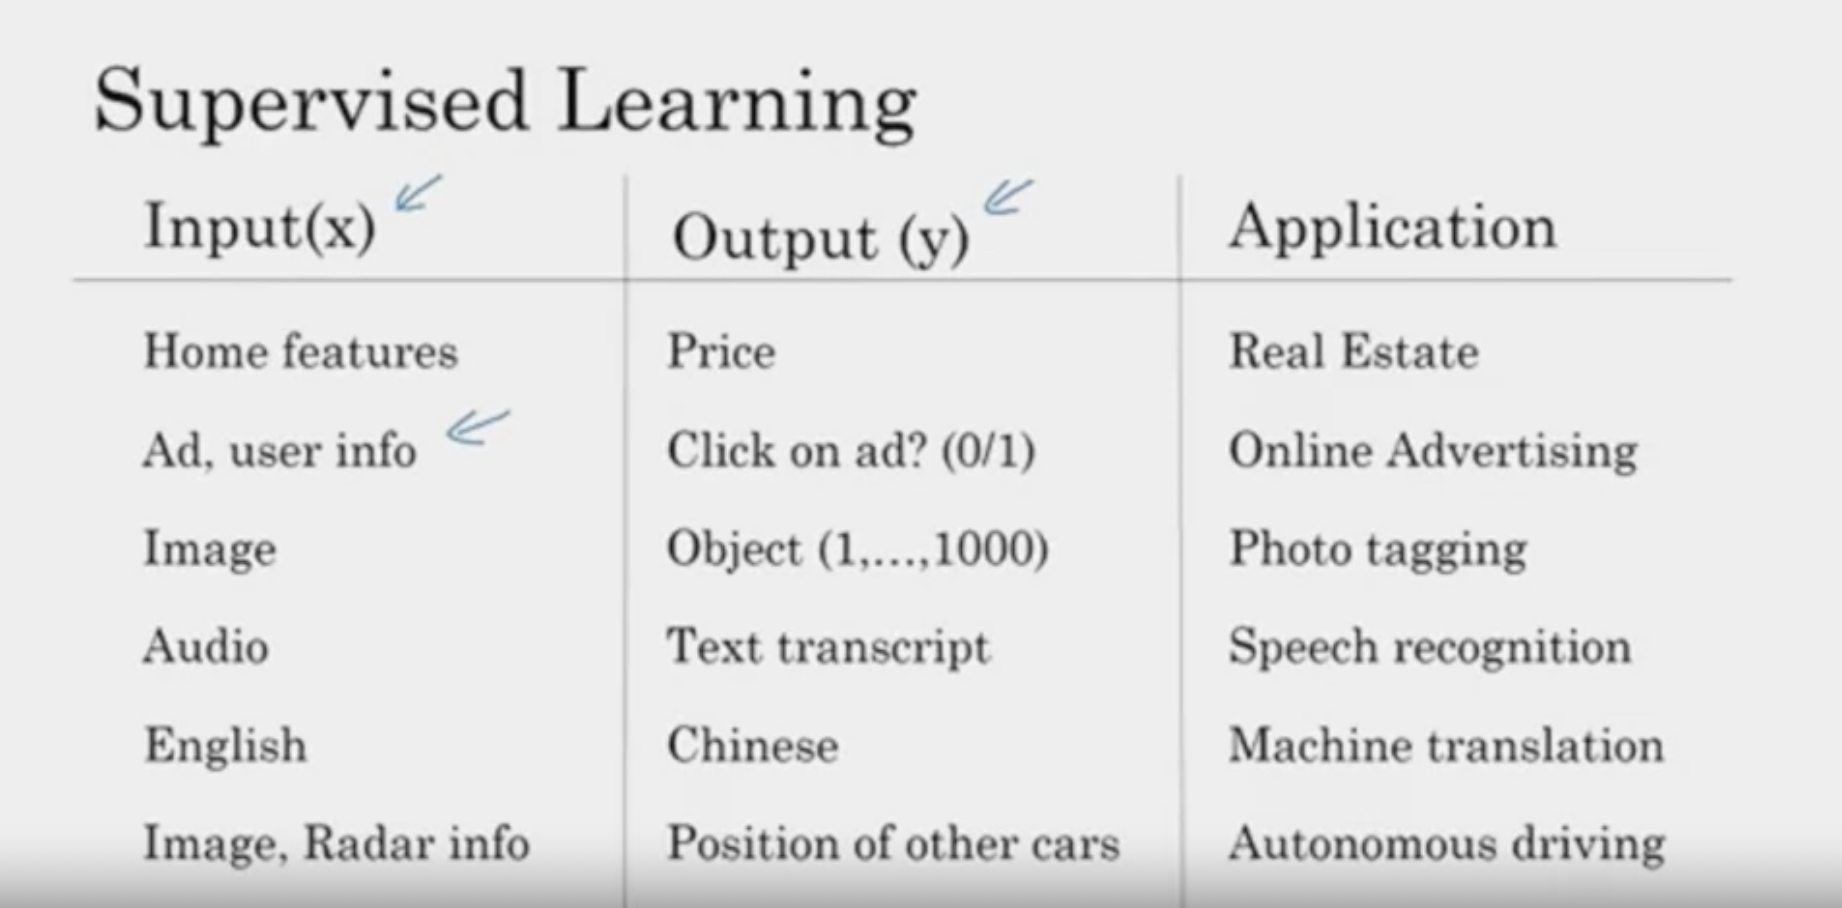 Supervised Learning
Input(x) Output (y) Application
Home features Price Real Estate
Ad, user info Click on ad? (0/1) Online Advertising
Image Object (1,...,1000) Photo tagging
Audio Text transcript Speech recognition
English Chinese Machine translation
Image, Radar info Position of other cars Autonomous driving